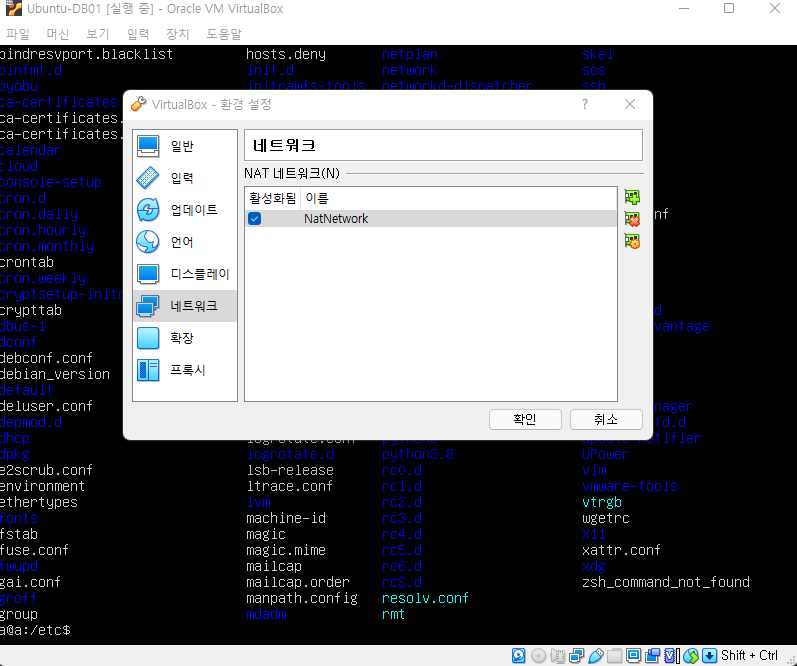 Ubuntu-DB01 [실행 중] - Oracle VM VirtualBox
파일 머신 보기 입력 장치 도움말
bindresvport.blacklist hosts.deny netplan skel
binfmt.d init.d network sos
byobu initramfs-tools networkd-dispatcher ssh
ca-certificates
ca-certificates.
ca-certificates.
calendar
cloud
console-setup
cron.d
cron.daily nf
cron.hourly
cron.monthly
crontab
cron.weekly
cryptsetup-initr
crypttab d
dbus-1 vantage
dconf
debconf.conf
debian_version
default
deluser.conf nager
depmod.d td.d
dhcp logrotate.conf
dpkg logrotate.d python3.8 UPower
e2scrub.conf lsb-release rc0.d vim
environment ltrace.conf rc1.d vmware-tools
ethertypes lvm rc2.d vtrgb
fonts machine-id rc3.d wgetrc
fstab magic rc4.d X11
fuse.conf magic.mime rc5.d xattr.conf
fwupd mailcap rc6.d xdg
gai.conf mailcap.order rcS.d zsh_command_not_found
groff manpath.config resolv.conf
group mdadm rmt
a@a:/etc$
VirtualBox - 환경 설정
일반
입력
업데이트
언어
디스플레이
네트워크
확장
프록시
네트워크
NAT 네트워크(N)
활성화됨 이름
NatNetwork
확인 취소
Shift + Ctrl